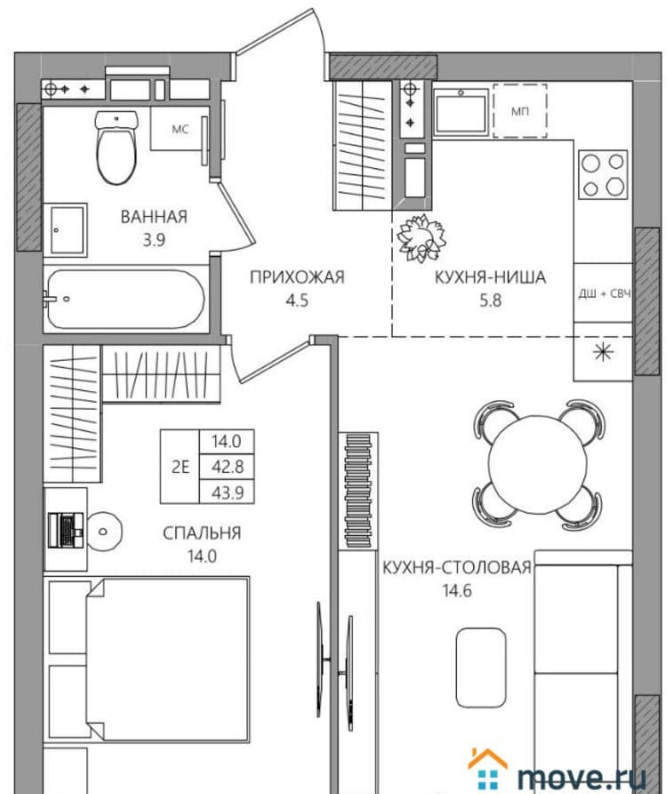 МС
МП
ВАННАЯ
3.9
ПРИХОЖАЯ
4.5
КУХНЯ-НИША
5.8
ДШ + СВЧ
2Е
14.0
42.8
43.9
СПАЛЬНЯ
14.0
КУХНЯ-СТОЛОВАЯ
14.6
move.ru